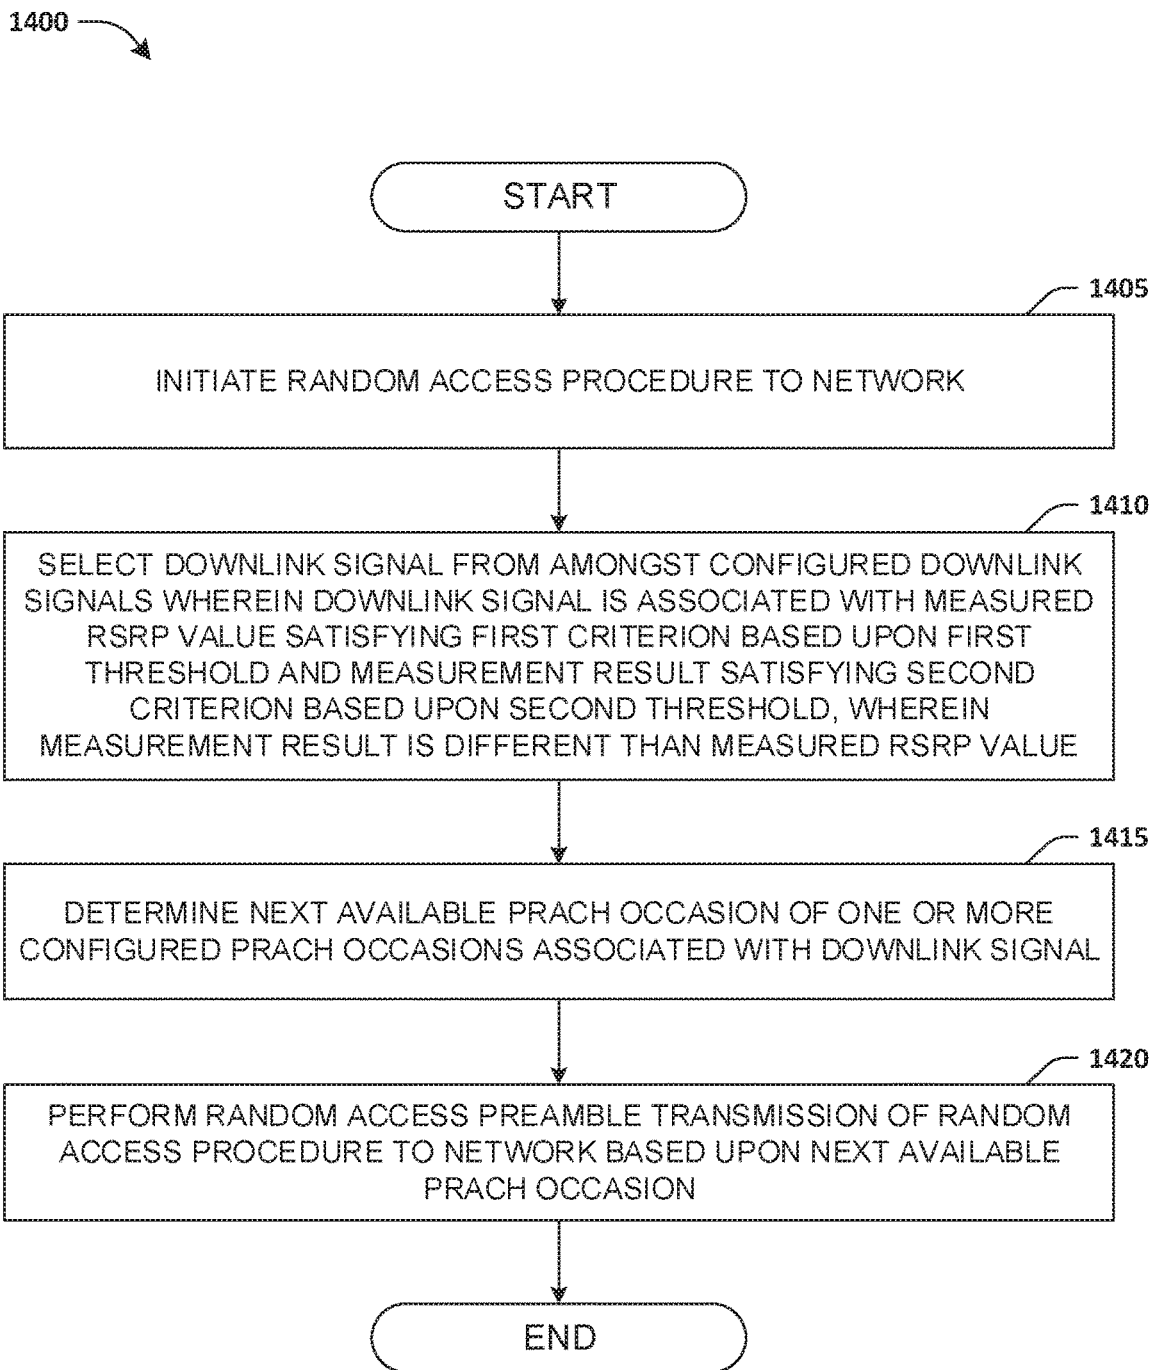 1400
START
1405
INITIATE RANDOM ACCESS PROCEDURE TO NETWORK
1410
SELECT DOWNLINK SIGNAL FROM AMONGST CONFIGURED DOWNLINK
SIGNALS WHEREIN DOWNLINK SIGNAL IS ASSOCIATED WITH MEASURED
RSRP VALUE SATISFYING FIRST CRITERION BASED UPON FIRST
THRESHOLD AND MEASUREMENT RESULT SATISFYING SECOND
CRITERION BASED UPON SECOND THRESHOLD, WHEREIN
MEASUREMENT RESULT IS DIFFERENT THAN MEASURED RSRP VALUE
1415
DETERMINE NEXT AVAILABLE PRACH OCCASION OF ONE OR MORE
CONFIGURED PRACH OCCASIONS ASSOCIATED WITH DOWNLINK SIGNAL
1420
PERFORM RANDOM ACCESS PREAMBLE TRANSMISSION OF RANDOM
ACCESS PROCEDURE TO NETWORK BASED UPON NEXT AVAILABLE
PRACH OCCASION
END